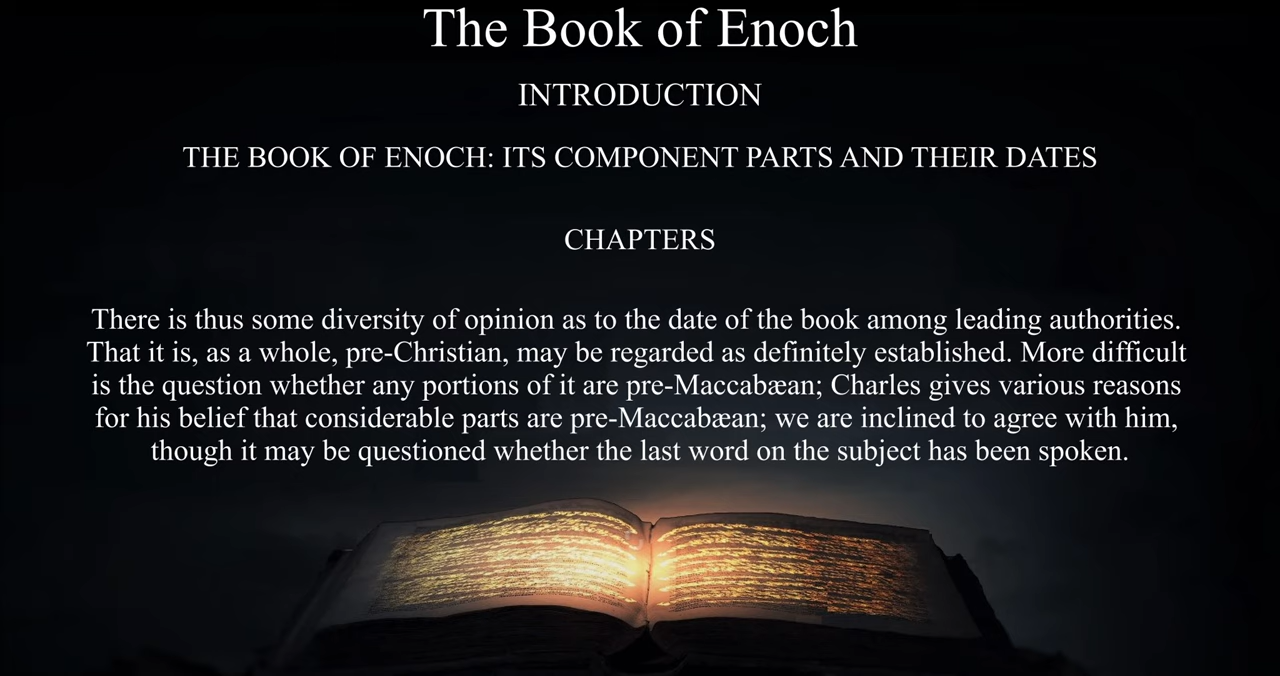 The Book of Enoch
INTRODUCTION
THE BOOK OF ENOCH: ITS COMPONENT PARTS AND THEIR DATES
CHAPTERS
There is thus some diversity of opinion as to the date of the book among leading authorities.
That it is, as a whole, pre-Christian, may be regarded as definitely established. More difficult
is the question whether any portions of it are pre-Maccabæan; Charles gives various reasons
for his belief that considerable parts are pre-Maccabæan; we are inclined to agree with him,
though it may be questioned whether the last word on the subject has been spoken.